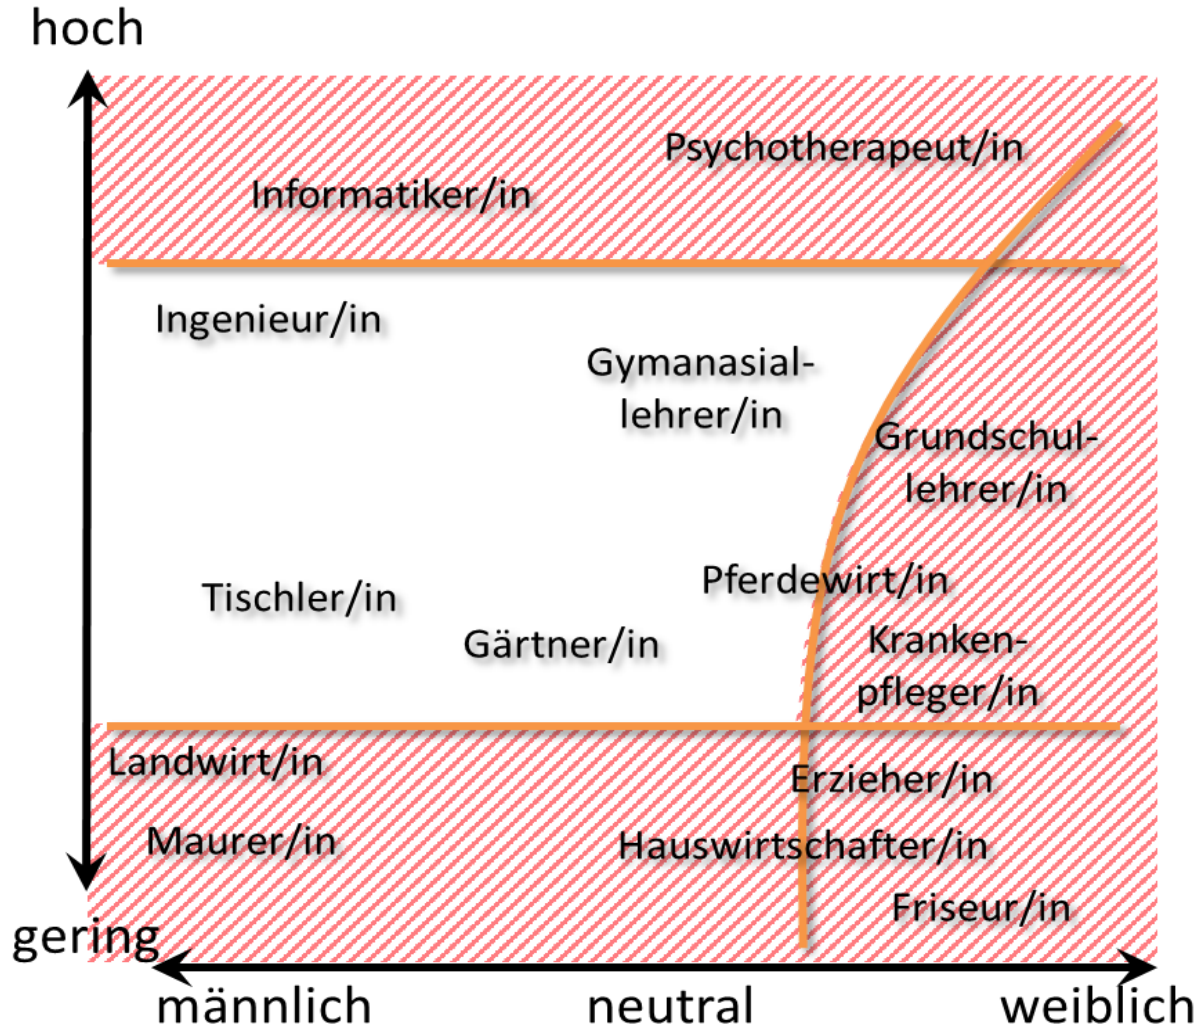 hoch
Psychotherapeut/in
Informatiker/in
Ingenieur/in
Gymanasial-
lehrer/in
Grundschul-
lehrer/in
Pferdewirt/in
Tischler/in
Gärtner/in
Kranken-
pfleger/in
Landwirt/in
Erzieher/in
Maurer/in
Hauswirtschafter/in
Friseur/in
gering
männlich
neutral
weiblich